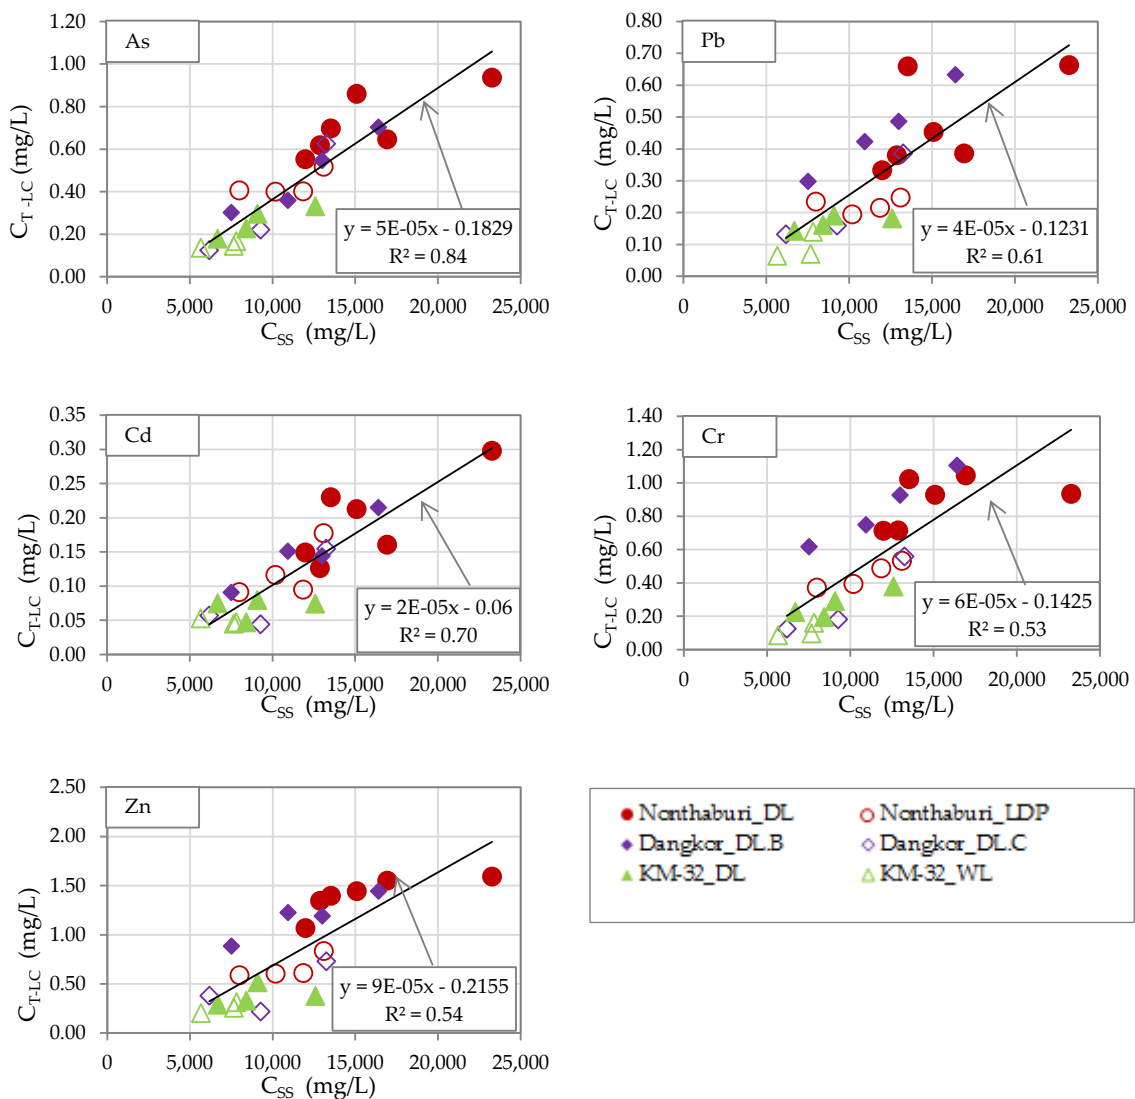 As
C_T-LC (mg/L)
1.20
1.00
0.80
0.60
0.40
0.20
0.00
y = 5E-05x - 0.1829
R² = 0.84
0 5,000 10,000 15,000 20,000 25,000
C_SS (mg/L)
Pb
C_T-LC (mg/L)
0.80
0.70
0.60
0.50
0.40
0.30
0.20
0.10
0.00
y = 4E-05x - 0.1231
R² = 0.61
0 5,000 10,000 15,000 20,000 25,000
C_SS (mg/L)
Cd
C_T-LC (mg/L)
0.35
0.30
0.25
0.20
0.15
0.10
0.05
0.00
y = 2E-05x - 0.06
R² = 0.70
0 5,000 10,000 15,000 20,000 25,000
C_SS (mg/L)
Cr
C_T-LC (mg/L)
1.40
1.20
1.00
0.80
0.60
0.40
0.20
0.00
y = 6E-05x - 0.1425
R² = 0.53
0 5,000 10,000 15,000 20,000 25,000
C_SS (mg/L)
Zn
C_T-LC (mg/L)
2.50
2.00
1.50
1.00
0.50
0.00
y = 9E-05x - 0.2155
R² = 0.54
0 5,000 10,000 15,000 20,000 25,000
C_SS (mg/L)
Nonthaburi_DL Nonthaburi_LDP
Dangkor_DL.B Dangkor_DL.C
KM-32_DL KM-32_WL